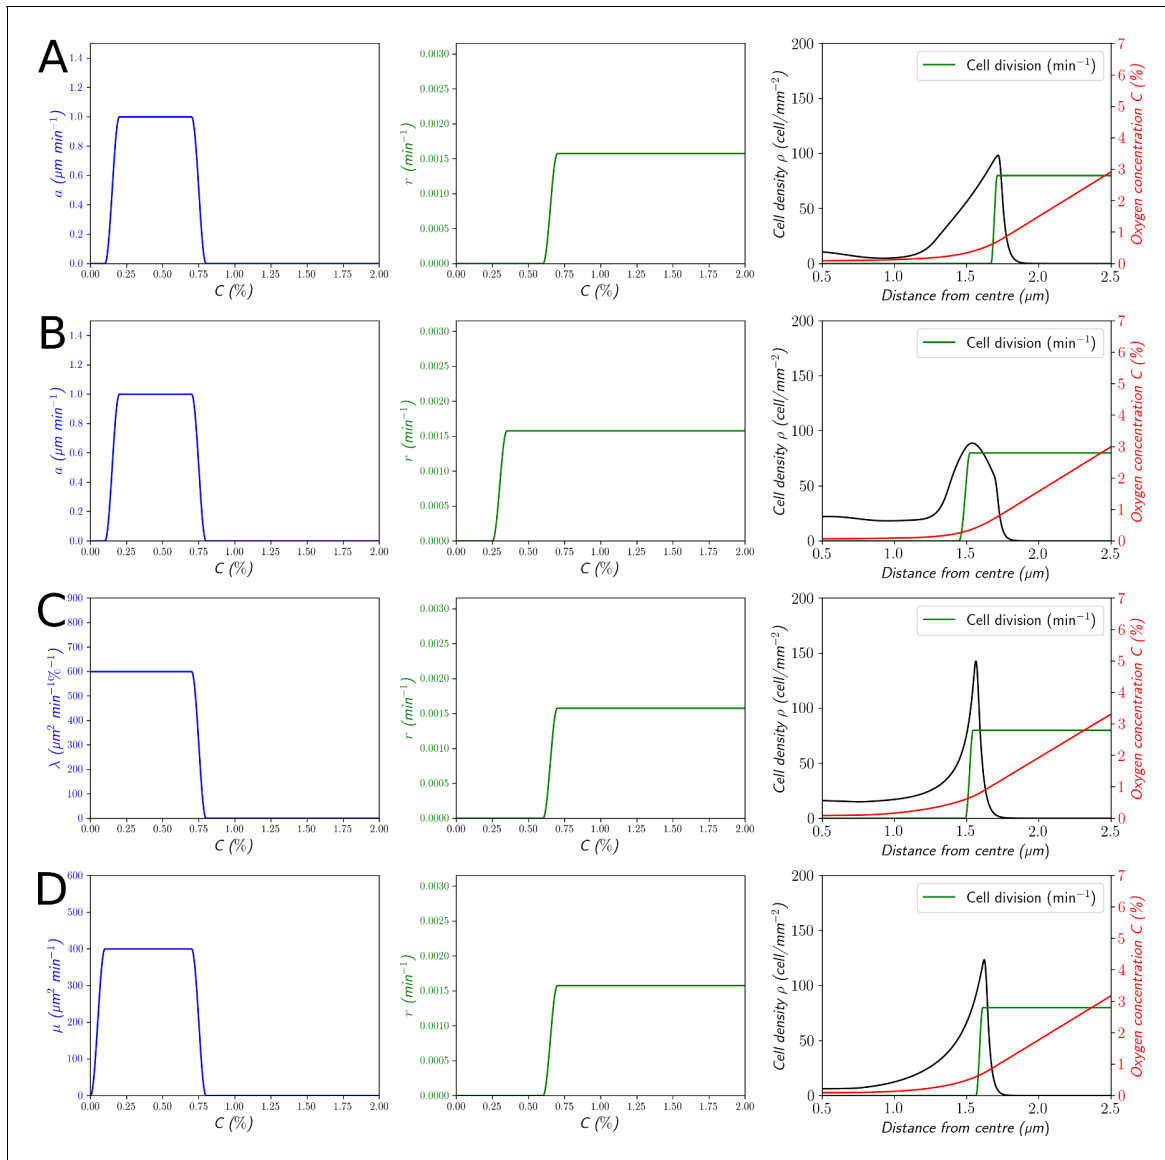 A
a (μm min⁻¹)
1.4
1.2
1.0
0.8
0.6
0.4
0.2
0.0
0.00 0.25 0.50 0.75 1.00 1.25 1.50 1.75 2.00
C (%)
r (min⁻¹)
0.0030
0.0025
0.0020
0.0015
0.0010
0.0005
0.0000
0.00 0.25 0.50 0.75 1.00 1.25 1.50 1.75 2.00
C (%)
Cell density ρ (cell/mm⁻²)
200
150
100
50
0
Cell division (min⁻¹)
0.5 1.0 1.5 2.0 2.5
Distance from centre (μm)
7
6
5
4
3
2
1
0
Oxygen concentration C (%)
B
a (μm min⁻¹)
1.4
1.2
1.0
0.8
0.6
0.4
0.2
0.0
0.00 0.25 0.50 0.75 1.00 1.25 1.50 1.75 2.00
C (%)
r (min⁻¹)
0.0030
0.0025
0.0020
0.0015
0.0010
0.0005
0.0000
0.00 0.25 0.50 0.75 1.00 1.25 1.50 1.75 2.00
C (%)
Cell density ρ (cell/mm⁻²)
200
150
100
50
0
Cell division (min⁻¹)
0.5 1.0 1.5 2.0 2.5
Distance from centre (μm)
7
6
5
4
3
2
1
0
Oxygen concentration C (%)
C
λ (μm² min⁻¹%⁻¹)
900
800
700
600
500
400
300
200
100
0
0.00 0.25 0.50 0.75 1.00 1.25 1.50 1.75 2.00
C (%)
r (min⁻¹)
0.0030
0.0025
0.0020
0.0015
0.0010
0.0005
0.0000
0.00 0.25 0.50 0.75 1.00 1.25 1.50 1.75 2.00
C (%)
Cell density ρ (cell/mm⁻²)
200
150
100
50
0
Cell division (min⁻¹)
0.5 1.0 1.5 2.0 2.5
Distance from centre (μm)
7
6
5
4
3
2
1
0
Oxygen concentration C (%)
D
μ (μm² min⁻¹)
600
500
400
300
200
100
0
0.00 0.25 0.50 0.75 1.00 1.25 1.50 1.75 2.00
C (%)
r (min⁻¹)
0.0030
0.0025
0.0020
0.0015
0.0010
0.0005
0.0000
0.00 0.25 0.50 0.75 1.00 1.25 1.50 1.75 2.00
C (%)
Cell density ρ (cell/mm⁻²)
200
150
100
50
0
Cell division (min⁻¹)
0.5 1.0 1.5 2.0 2.5
Distance from centre (μm)
7
6
5
4
3
2
1
0
Oxygen concentration C (%)